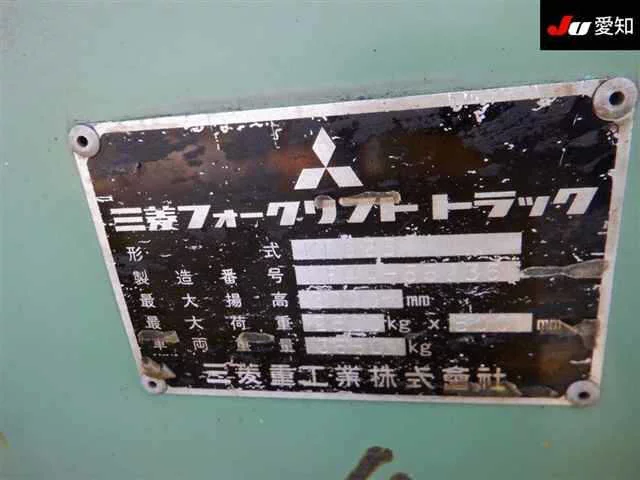 JU 愛知
三菱フォークリフトトラック
形式
製造番号
最大揚高 mm
最大荷重 kg × mm
車両重量 kg
三菱重工業株式會社